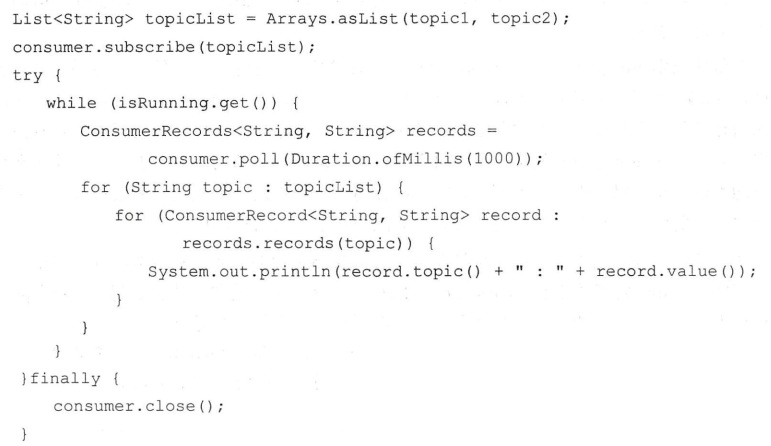 List<String> topicList = Arrays.asList(topic1, topic2);
consumer.subscribe(topicList);
try {
while (isRunning.get()) {
ConsumerRecords<String, String> records =
consumer.poll(Duration.ofMillis(1000));
for (String topic : topicList) {
for (ConsumerRecord<String, String> record :
records.records(topic)) {
System.out.println(record.topic() + " : " + record.value());
}
}
}
}finally {
consumer.close();
}